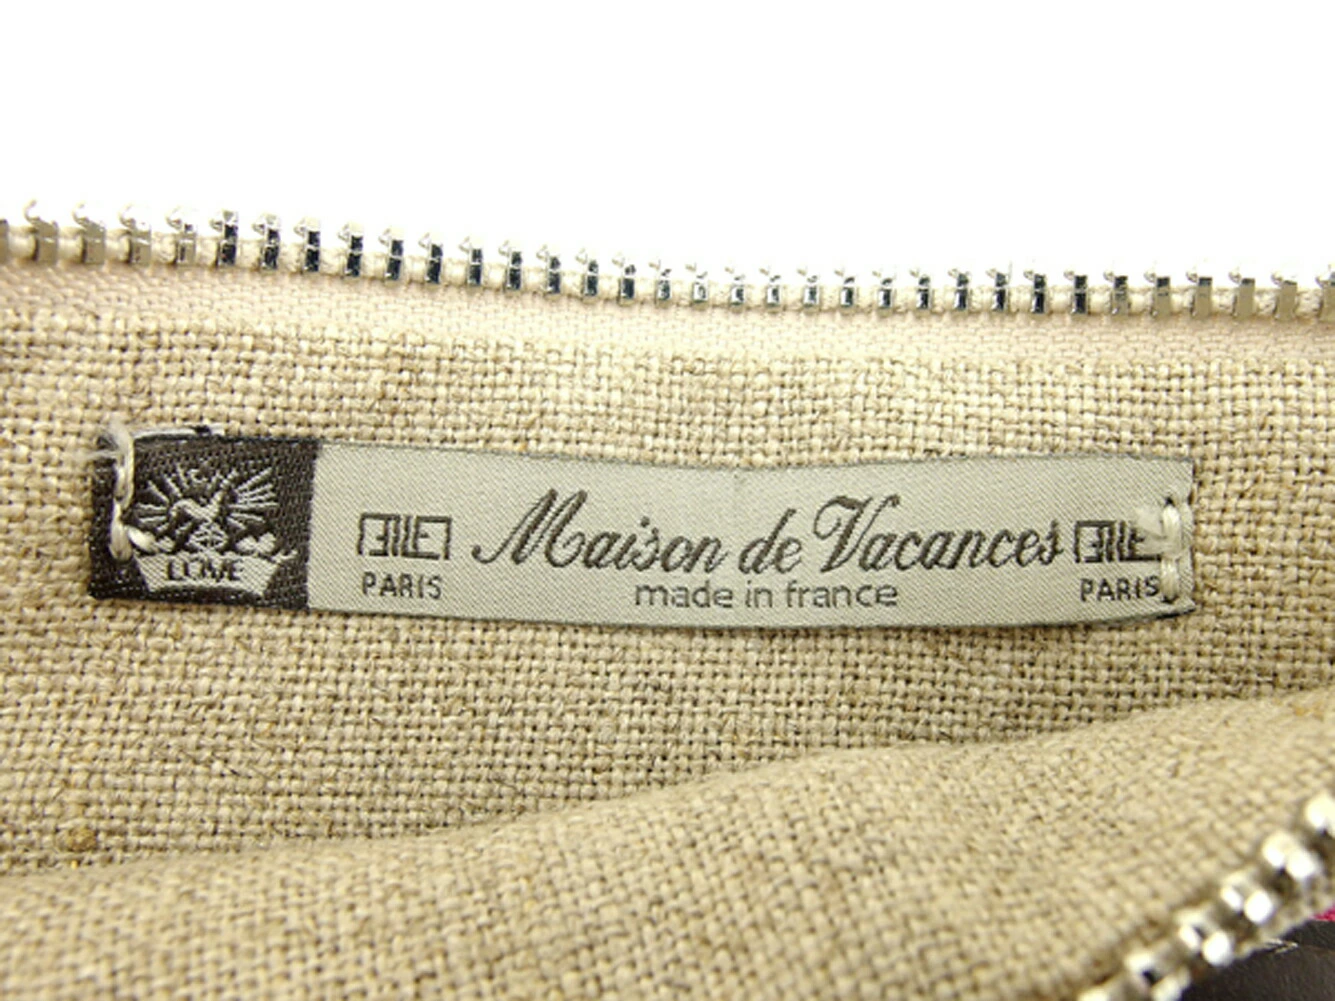 LOVE
Maison de Vacances
made in france
PARIS
PARIS